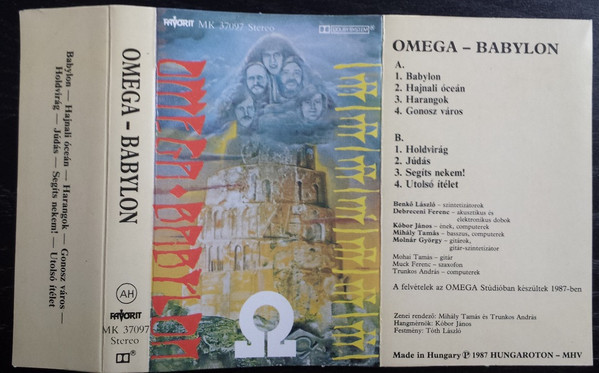 Babylon — Hajnali óceán — Harangok — Gonosz város —
Holdvirág — Júdás — Segíts nekem! — Utolsó ítélet
OMEGA - BABYLON
AH
FAVORIT
MK 37097
Stereo
FAVORIT MK 37097 Stereo
DOLBY SYSTEM
OMEGA · BABYLON
Ω
OMEGA – BABYLON
A.
1. Babylon
2. Hajnali óceán
3. Harangok
4. Gonosz város
B.
1. Holdvirág
2. Júdás
3. Segíts nekem!
4. Utolsó ítélet
Benkő László – szintetizátorok
Debreceni Ferenc – akusztikus és
elektronikus dobok
Kóbor János – ének, computerek
Mihály Tamás – basszus, computerek
Molnár György – gitárok,
gitár-szintetizátor
Mohai Tamás – gitár
Muck Ferenc – szaxofon
Trunkos András – computerek
A felvételek az OMEGA Stúdióban készültek 1987-ben
Zenei rendező: Mihály Tamás és Trunkos András
Hangmérnök: Kóbor János
Festmény: Tóth László
Made in Hungary Ⓟ 1987 HUNGAROTON – MHV